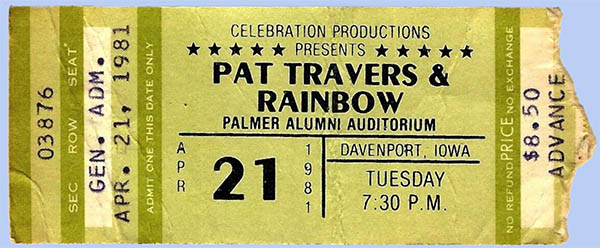 03876
SEC ROW SEAT
GEN. ADM.
APR. 21, 1981
ADMIT ONE THIS DATE ONLY
CELEBRATION PRODUCTIONS
★★★★★ PRESENTS ★★★★★
PAT TRAVERS &
RAINBOW
PALMER ALUMNI AUDITORIUM
APR 21 1981
DAVENPORT, IOWA
TUESDAY
7:30 P.M.
NO REFUND PRICE NO EXCHANGE
$8.50
ADVANCE